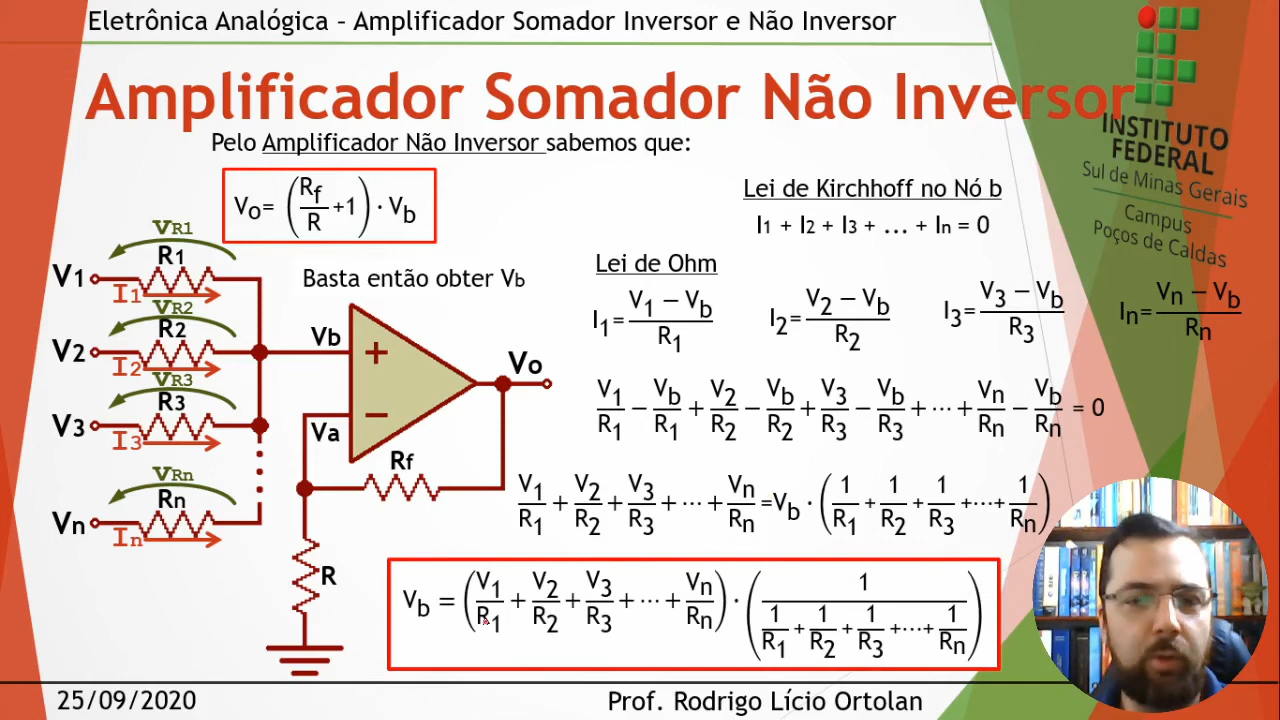 Eletrônica Analógica – Amplificador Somador Inversor e Não Inversor
Amplificador Somador Não Inversor
INSTITUTO
FEDERAL
Sul de Minas Gerais
Campus
Poços de Caldas
Pelo Amplificador Não Inversor sabemos que:
Vo= (Rf/R +1) · Vb
Lei de Kirchhoff no Nó b
I1 + I2 + I3 + ... + In = 0
Basta então obter Vb
Lei de Ohm
I1= (V1 − Vb)/R1
I2= (V2 − Vb)/R2
I3= (V3 − Vb)/R3
In= (Vn − Vb)/Rn
VR1
R1
V1
I1
VR2
R2
V2
I2
VR3
R3
V3
I3
VRn
Rn
Vn
In
Vb
+
Vo
−
Va
Rf
R
V1/R1 − Vb/R1 + V2/R2 − Vb/R2 + V3/R3 − Vb/R3 + ··· + Vn/Rn − Vb/Rn = 0
V1/R1 + V2/R2 + V3/R3 + ··· + Vn/Rn =Vb · (1/R1 + 1/R2 + 1/R3 +···+ 1/Rn)
Vb = (V1/R1 + V2/R2 + V3/R3 + ··· + Vn/Rn) · (1/(1/R1 + 1/R2 + 1/R3 +···+ 1/Rn))
25/09/2020
Prof. Rodrigo Lício Ortolan